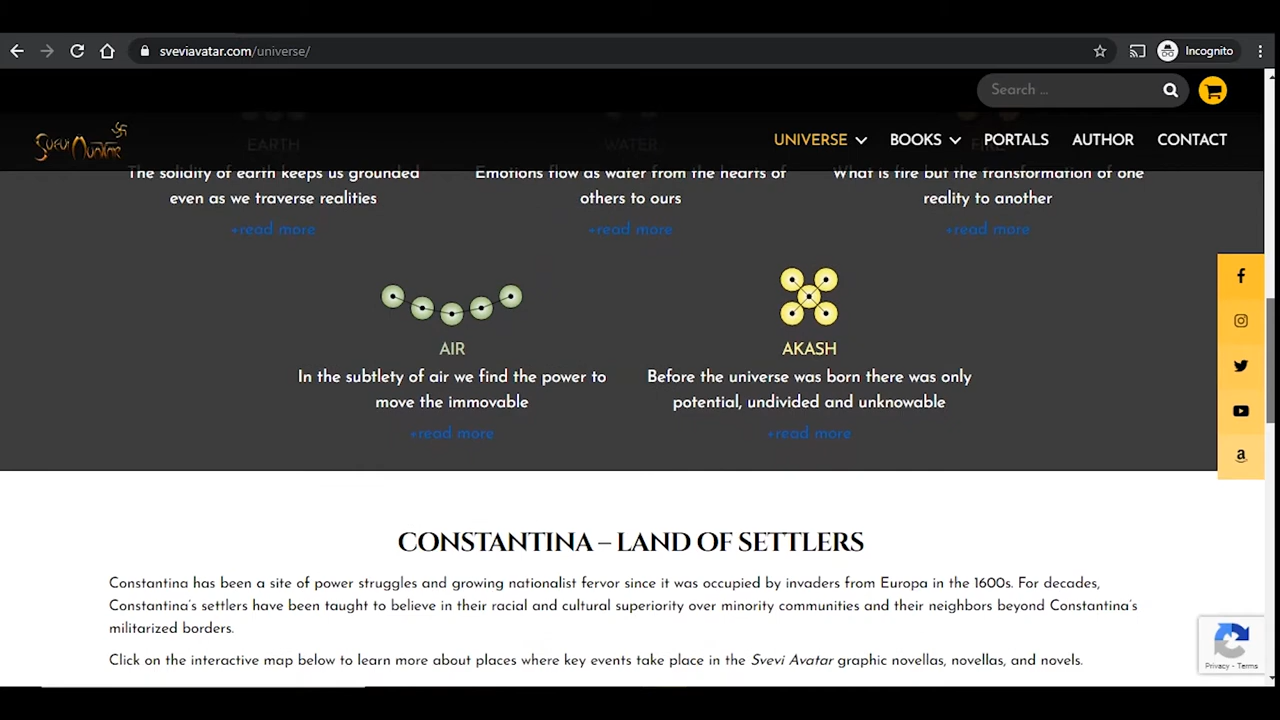 sveviavatar.com/universe/
Incognito
Search ...
Svevi Avatar
UNIVERSE BOOKS PORTALS AUTHOR CONTACT
EARTH WATER FIRE
The solidity of earth keeps us grounded
even as we traverse realities
+read more
Emotions flow as water from the hearts of
others to ours
+read more
What is fire but the transformation of one
reality to another
+read more
AIR
In the subtlety of air we find the power to
move the immovable
+read more
AKASH
Before the universe was born there was only
potential, undivided and unknowable
+read more
CONSTANTINA – LAND OF SETTLERS
Constantina has been a site of power struggles and growing nationalist fervor since it was occupied by invaders from Europa in the 1600s. For decades,
Constantina's settlers have been taught to believe in their racial and cultural superiority over minority communities and their neighbors beyond Constantina's
militarized borders.
Click on the interactive map below to learn more about places where key events take place in the Svevi Avatar graphic novellas, novellas, and novels.
Privacy - Terms